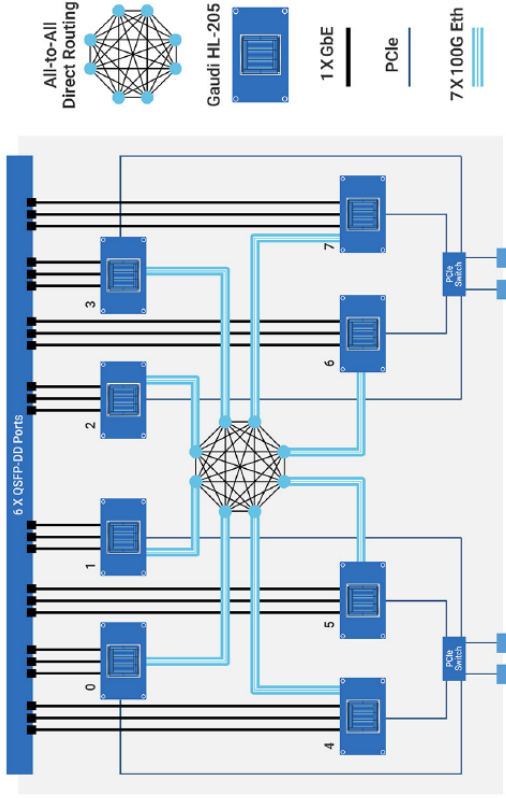 All-to-All
Direct Routing
Gaudi HL-205
1 X GbE
PCIe
7 X 100G Eth
6 X QSFP-DD Ports
0
1
2
3
4
5
6
7
PCIe
Switch
PCIe
Switch